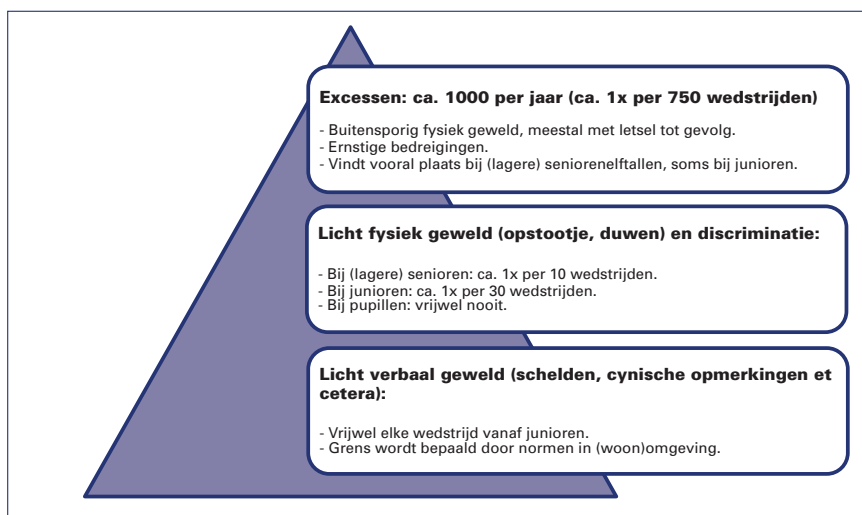 Excessen: ca. 1000 per jaar (ca. 1x per 750 wedstrijden)
- Buitensporig fysiek geweld, meestal met letsel tot gevolg.
- Ernstige bedreigingen.
- Vindt vooral plaats bij (lagere) seniorenelftallen, soms bij junioren.
Licht fysiek geweld (opstootje, duwen) en discriminatie:
- Bij (lagere) senioren: ca. 1x per 10 wedstrijden.
- Bij junioren: ca. 1x per 30 wedstrijden.
- Bij pupillen: vrijwel nooit.
Licht verbaal geweld (schelden, cynische opmerkingen et
cetera):
- Vrijwel elke wedstrijd vanaf junioren.
- Grens wordt bepaald door normen in (woon)omgeving.